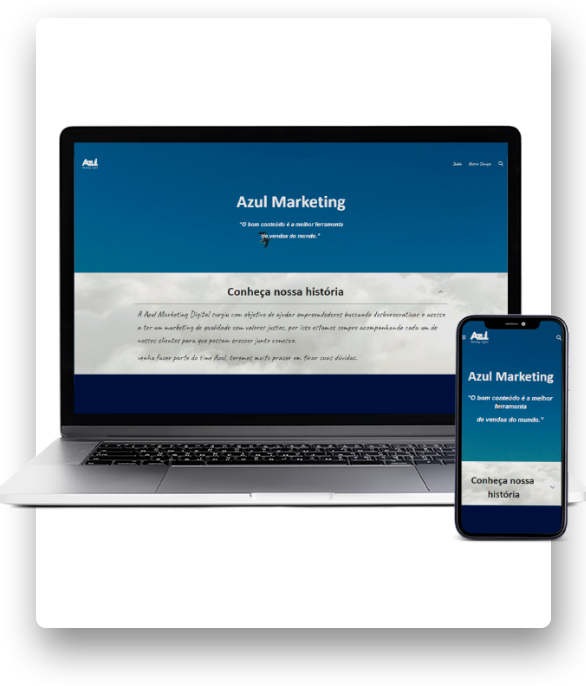 Azul
Azul Marketing
"O bom conteúdo é a melhor ferramenta
de vendas do mundo."
Conheça nossa história
A Azul Marketing Digital surgiu com objetivo de ajudar empreendedores buscando desburocratizar o acesso
a ter um marketing de qualidade com valores justos, por isso estamos sempre acompanhando cada um de
nossos clientes para que possam crescer junto conosco.
venha fazer parte do time Azul, teremos muito prazer em tirar suas dúvidas.
Azul
Azul Marketing
"O bom conteúdo é a melhor
ferramenta
de vendas do mundo."
Conheça nossa
história